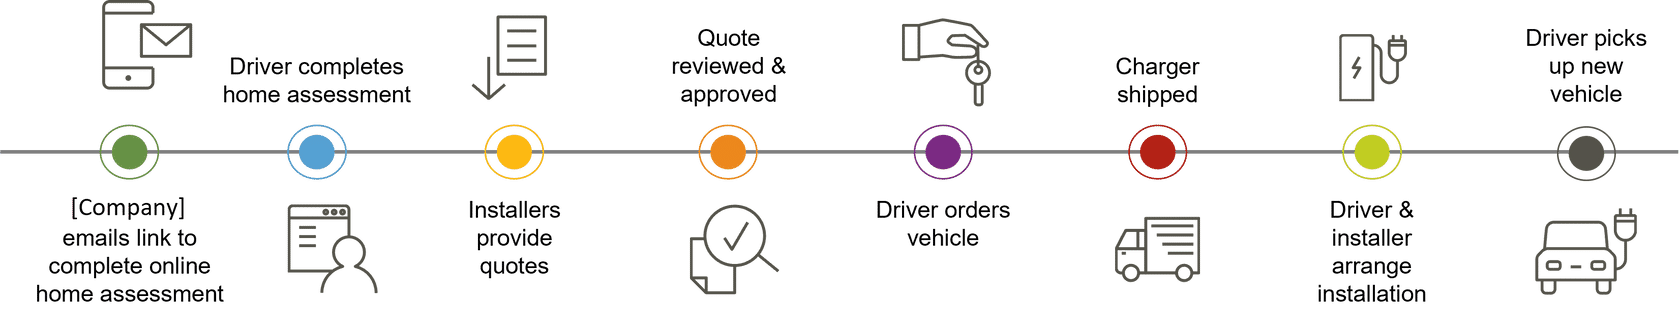 [Company]
emails link to
complete online
home assessment
Driver completes
home assessment
Installers
provide
quotes
Quote
reviewed &
approved
Driver orders
vehicle
Charger
shipped
Driver &
installer
arrange
installation
Driver picks
up new
vehicle